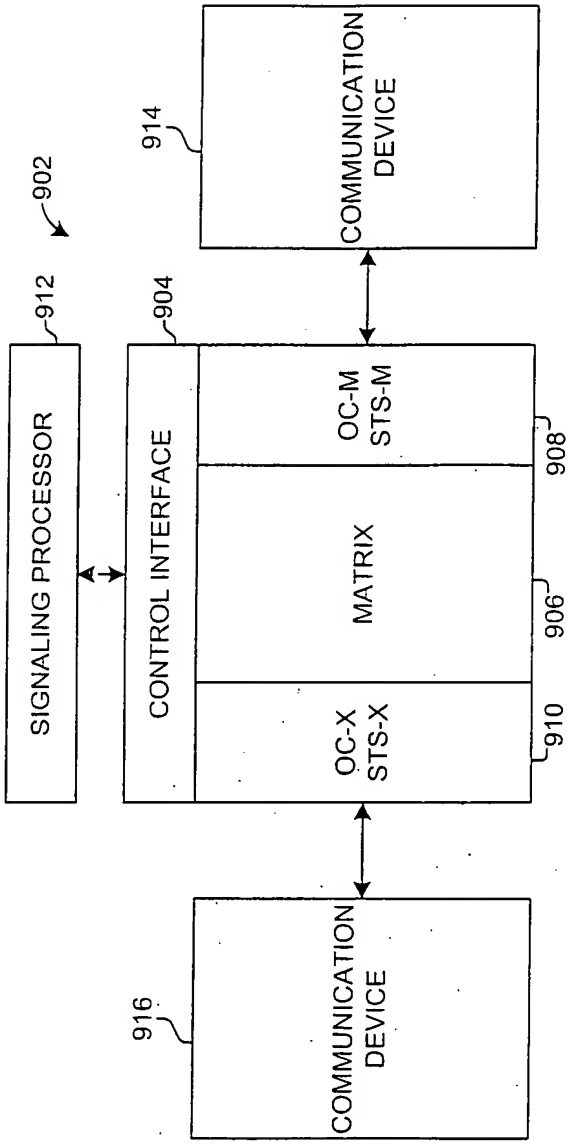 912
902
SIGNALING PROCESSOR
904
CONTROL INTERFACE
916
COMMUNICATION
DEVICE
OC-X
STS-X
MATRIX
OC-M
STS-M
914
COMMUNICATION
DEVICE
910
906
908